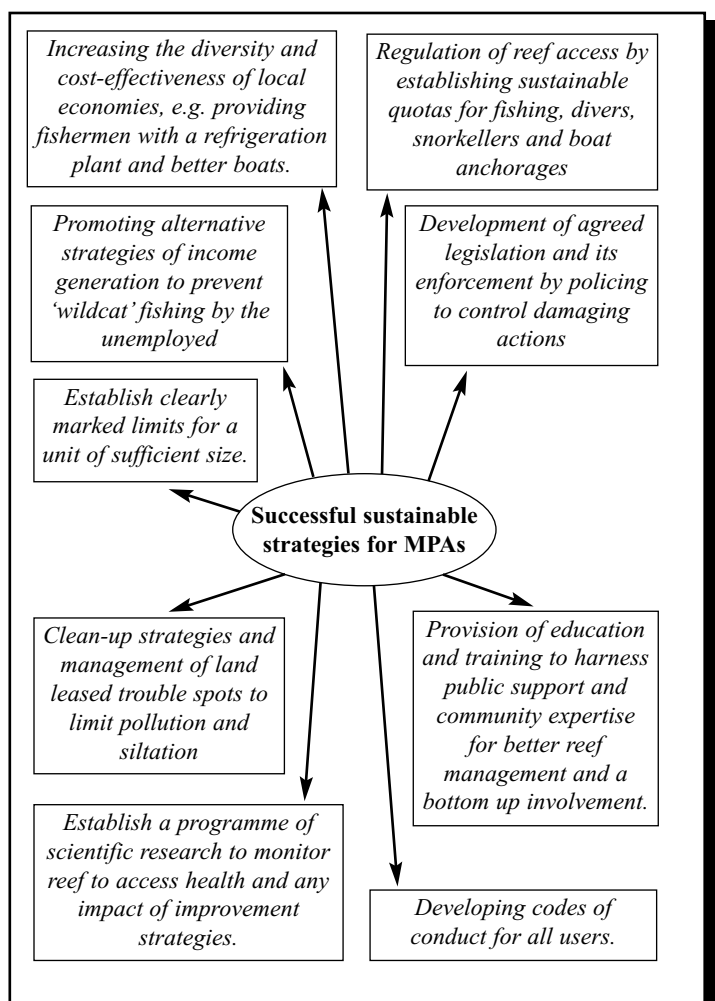 Increasing the diversity and
cost-effectiveness of local
economies, e.g. providing
fishermen with a refrigeration
plant and better boats.
Regulation of reef access by
establishing sustainable
quotas for fishing, divers,
snorkellers and boat
anchorages
Promoting alternative
strategies of income
generation to prevent
‘wildcat’ fishing by the
unemployed
Development of agreed
legislation and its
enforcement by policing
to control damaging
actions
Establish clearly
marked limits for a
unit of sufficient size.
Successful sustainable
strategies for MPAs
Clean-up strategies and
management of land
leased trouble spots to
limit pollution and
siltation
Provision of education
and training to harness
public support and
community expertise
for better reef
management and a
bottom up involvement.
Establish a programme of
scientific research to monitor
reef to access health and any
impact of improvement
strategies.
Developing codes of
conduct for all users.